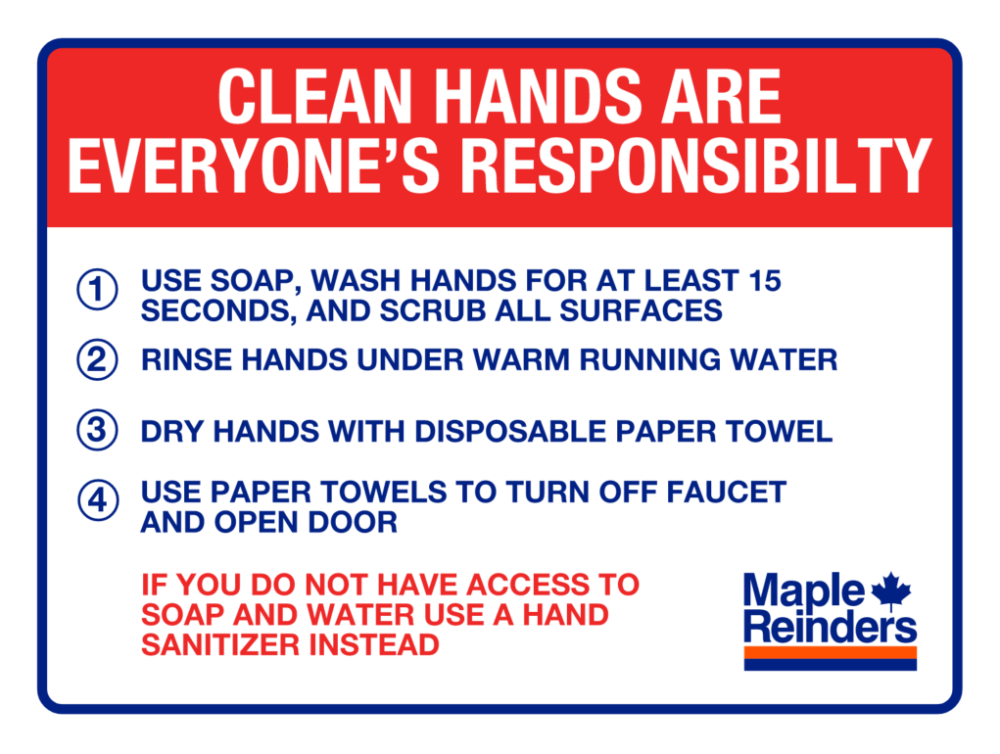 CLEAN HANDS ARE
EVERYONE'S RESPONSIBILTY
1 USE SOAP, WASH HANDS FOR AT LEAST 15
SECONDS, AND SCRUB ALL SURFACES
2 RINSE HANDS UNDER WARM RUNNING WATER
3 DRY HANDS WITH DISPOSABLE PAPER TOWEL
4 USE PAPER TOWELS TO TURN OFF FAUCET
AND OPEN DOOR
IF YOU DO NOT HAVE ACCESS TO
SOAP AND WATER USE A HAND
SANITIZER INSTEAD
Maple
Reinders